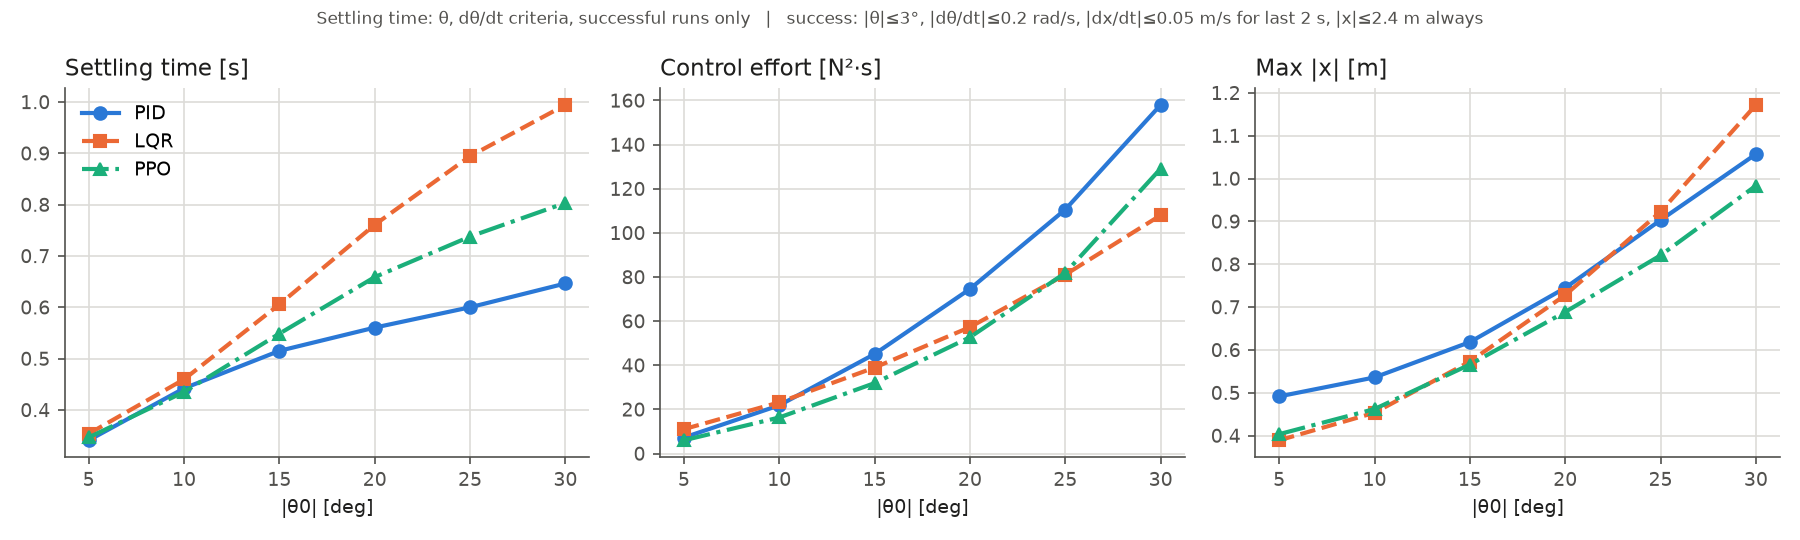 Settling time: θ, dθ/dt criteria, successful runs only | success: |θ|≤3°, |dθ/dt|≤0.2 rad/s, |dx/dt|≤0.05 m/s for last 2 s, |x|≤2.4 m always
Settling time [s]
1.0
0.9
0.8
0.7
0.6
0.5
0.4
PID
LQR
PPO
5 10 15 20 25 30
|θ0| [deg]
Control effort [N²·s]
160
140
120
100
80
60
40
20
0
5 10 15 20 25 30
|θ0| [deg]
Max |x| [m]
1.2
1.1
1.0
0.9
0.8
0.7
0.6
0.5
0.4
5 10 15 20 25 30
|θ0| [deg]